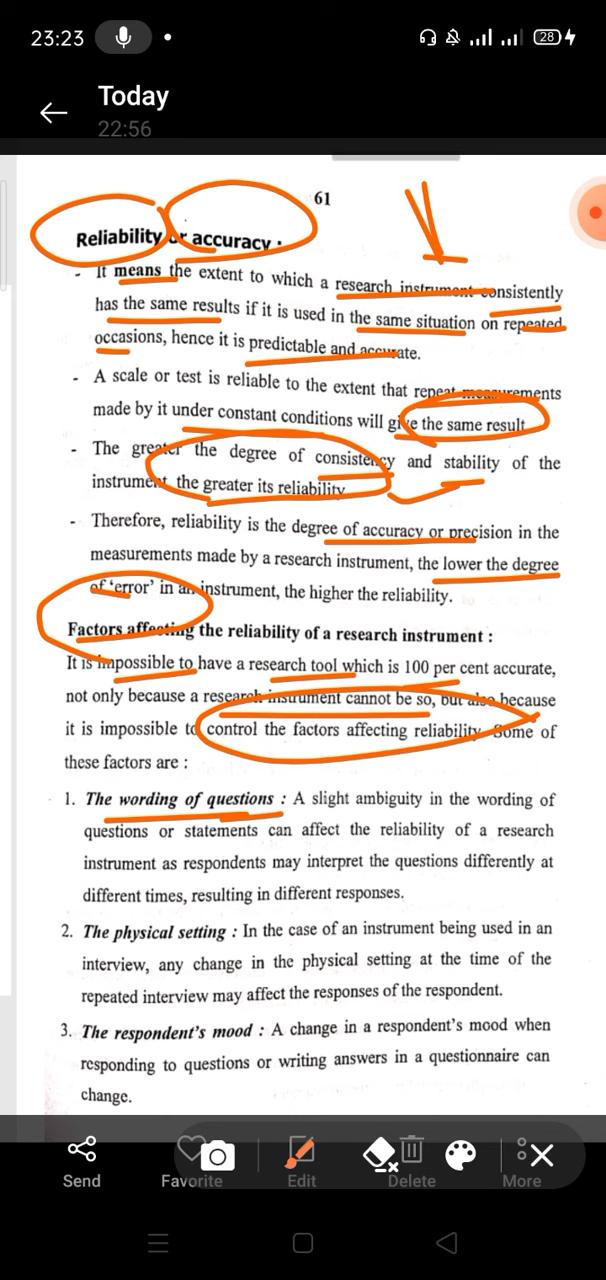 23:23
28
Today
22:56
61
Reliability or accuracy :
- It means the extent to which a research instrument consistently
has the same results if it is used in the same situation on repeated
occasions, hence it is predictable and accurate.
- A scale or test is reliable to the extent that repeat measurements
made by it under constant conditions will give the same result
- The greater the degree of consistency and stability of the
instrument, the greater its reliability.
- Therefore, reliability is the degree of accuracy or precision in the
measurements made by a research instrument, the lower the degree
of 'error' in an instrument, the higher the reliability.
Factors affecting the reliability of a research instrument :
It is impossible to have a research tool which is 100 per cent accurate,
not only because a research instrument cannot be so, but also because
it is impossible to control the factors affecting reliability. Some of
these factors are :
1. The wording of questions : A slight ambiguity in the wording of
questions or statements can affect the reliability of a research
instrument as respondents may interpret the questions differently at
different times, resulting in different responses.
2. The physical setting : In the case of an instrument being used in an
interview, any change in the physical setting at the time of the
repeated interview may affect the responses of the respondent.
3. The respondent's mood : A change in a respondent's mood when
responding to questions or writing answers in a questionnaire can
change.
Send Favorite Edit Delete More